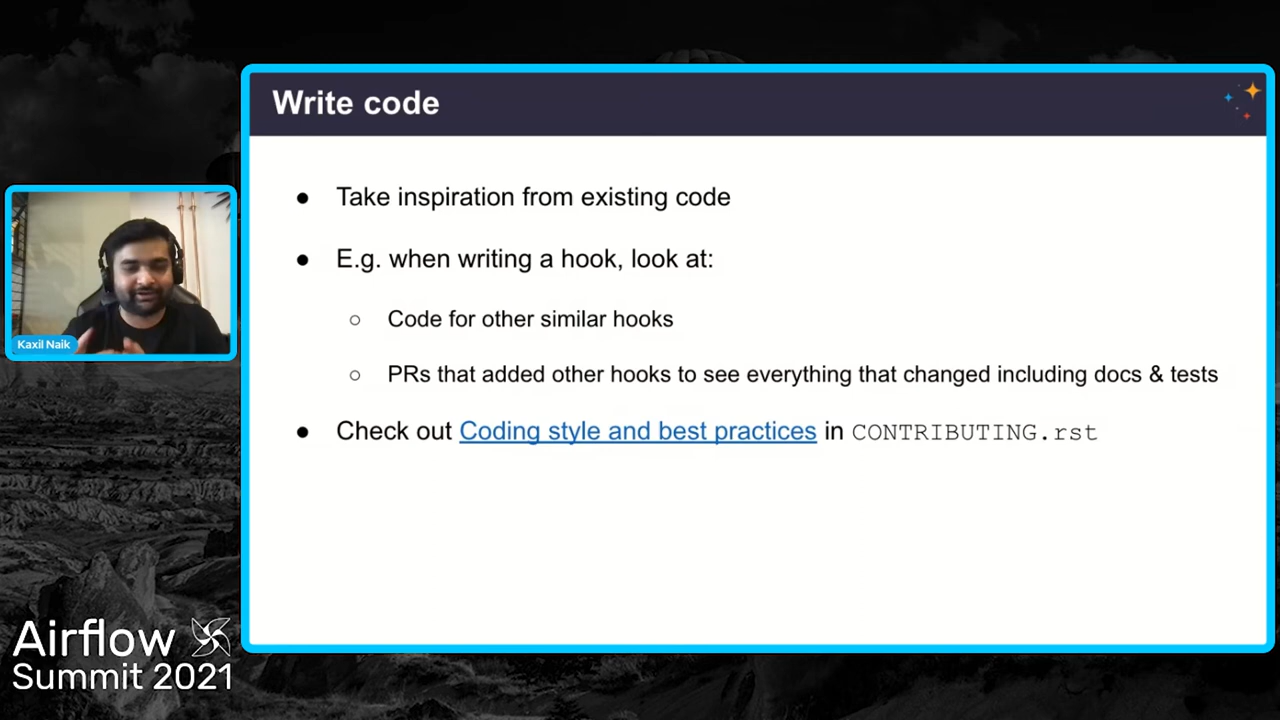 Write code
● Take inspiration from existing code
● E.g. when writing a hook, look at:
○ Code for other similar hooks
○ PRs that added other hooks to see everything that changed including docs & tests
● Check out Coding style and best practices in CONTRIBUTING.rst
Kaxil Naik
Airflow
Summit 2021